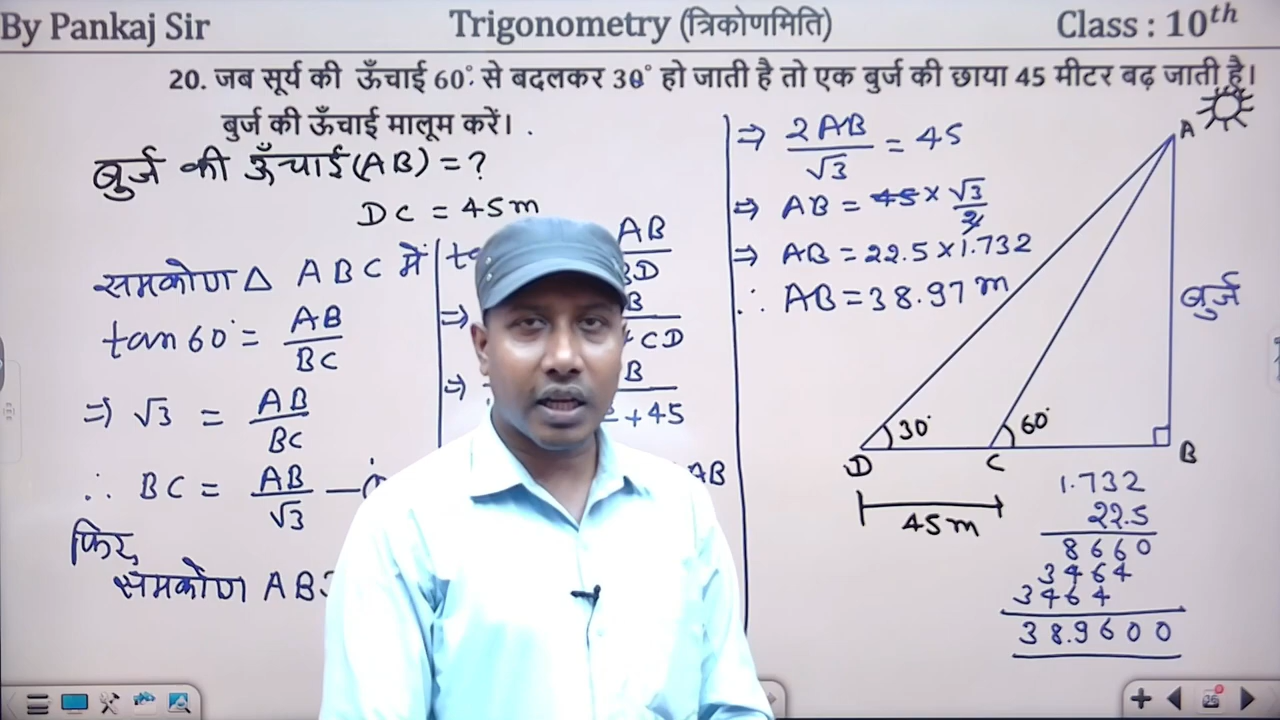 By Pankaj Sir
Trigonometry (त्रिकोणमिति)
Class : 10th
20. जब सूर्य की ऊँचाई 60° से बदलकर 30° हो जाती है तो एक बुर्ज की छाया 45 मीटर बढ़ जाती है।
बुर्ज की ऊँचाई मालूम करें।
बुर्ज की ऊँचाई (AB) = ?
DC = 45m
समकोण Δ ABC में
tan 60° = AB/BC
⇒ √3 = AB/BC
∴ BC = AB/√3
फिर,
समकोण AB
AB
BD
⇒
CD
⇒
+45
AB
⇒ 2AB/√3 = 45
⇒ AB = 45 × √3/2
⇒ AB = 22.5 × 1.732
∴ AB = 38.97 m
A
बुर्ज
30°
60°
D
C
B
45m
1.732
22.5
8660
3464
3464
38.9600